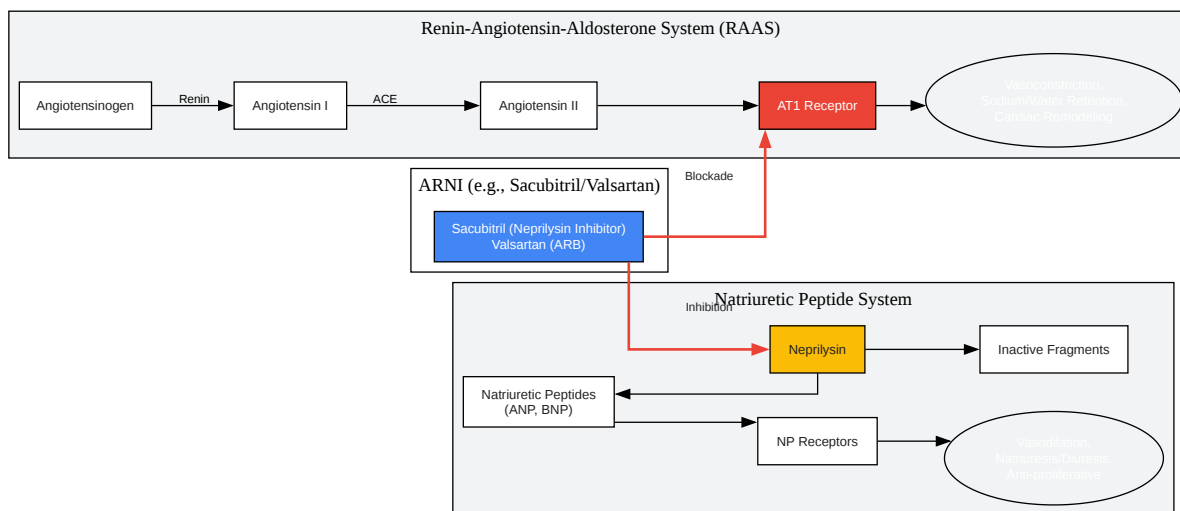 Renin-Angiotensin-Aldosterone System (RAAS)
Angiotensinogen
Renin
Angiotensin I
ACE
Angiotensin II
AT1 Receptor
Vasoconstriction,
Sodium/Water Retention,
Cardiac Remodeling
Blockade
ARNI (e.g., Sacubitril/Valsartan)
Sacubitril (Neprilysin Inhibitor)
Valsartan (ARB)
Natriuretic Peptide System
Inhibition
Neprilysin
Inactive Fragments
Natriuretic Peptides
(ANP, BNP)
NP Receptors
Vasodilation,
Natriuresis/Diuresis,
Anti-proliferative